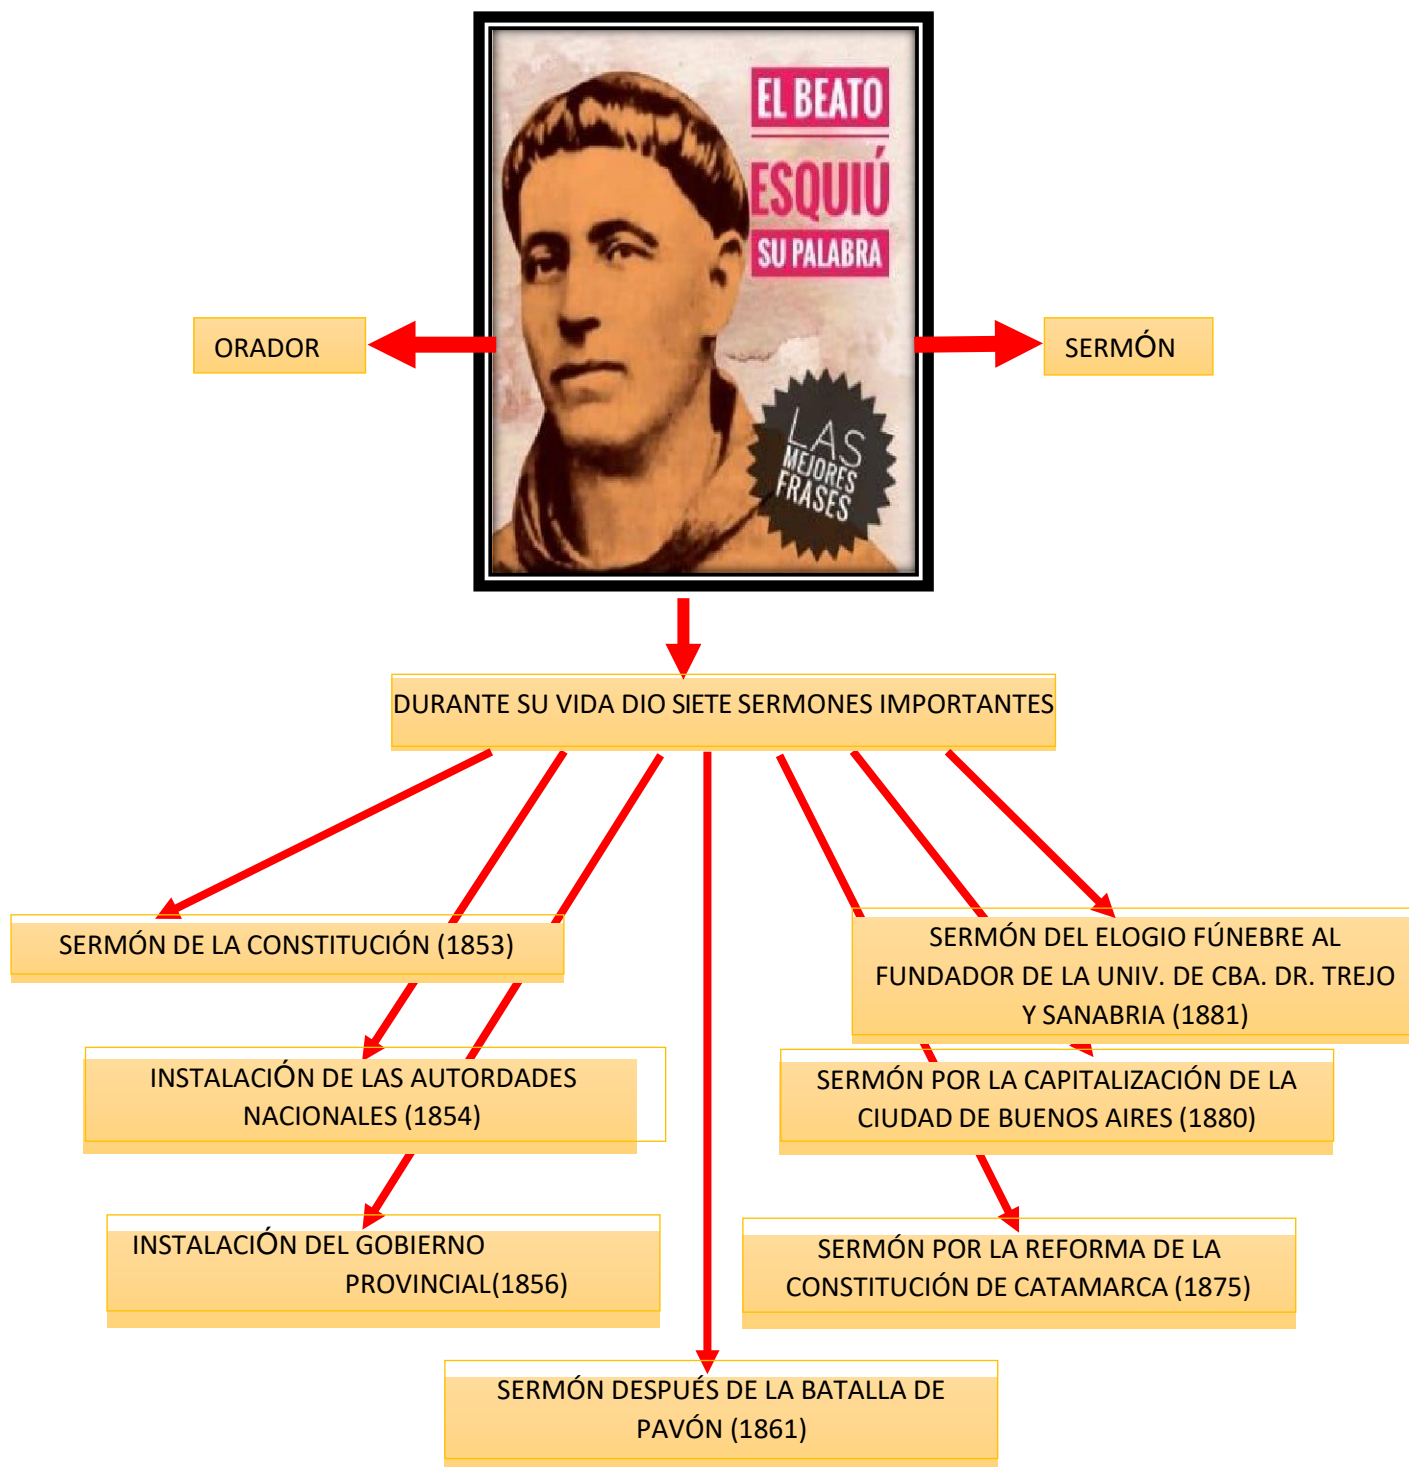 EL BEATO
ESQUIÚ
SU PALABRA
LAS
MEJORES
FRASES
ORADOR
SERMÓN
DURANTE SU VIDA DIO SIETE SERMONES IMPORTANTES
SERMÓN DE LA CONSTITUCIÓN (1853)
SERMÓN DEL ELOGIO FÚNEBRE AL
FUNDADOR DE LA UNIV. DE CBA. DR. TREJO
Y SANABRIA (1881)
INSTALACIÓN DE LAS AUTORDADES
NACIONALES (1854)
SERMÓN POR LA CAPITALIZACIÓN DE LA
CIUDAD DE BUENOS AIRES (1880)
INSTALACIÓN DEL GOBIERNO
PROVINCIAL(1856)
SERMÓN POR LA REFORMA DE LA
CONSTITUCIÓN DE CATAMARCA (1875)
SERMÓN DESPUÉS DE LA BATALLA DE
PAVÓN (1861)